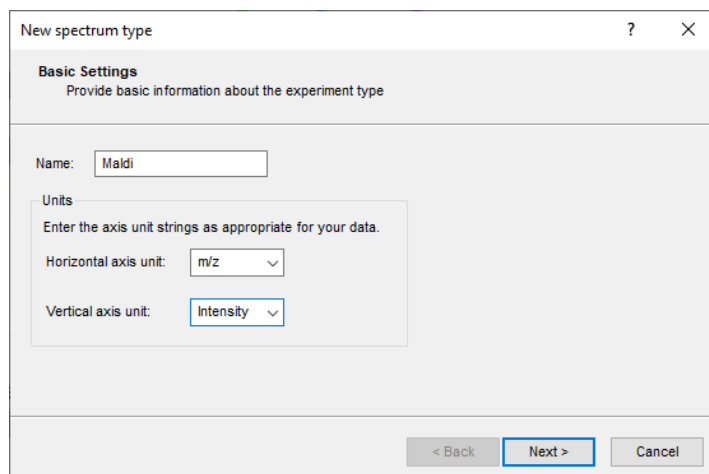 New spectrum type ?
Basic Settings
Provide basic information about the experiment type
Name: Maldi
Units
Enter the axis unit strings as appropriate for your data.
Horizontal axis unit: m/z
Vertical axis unit: Intensity
< Back Next > Cancel